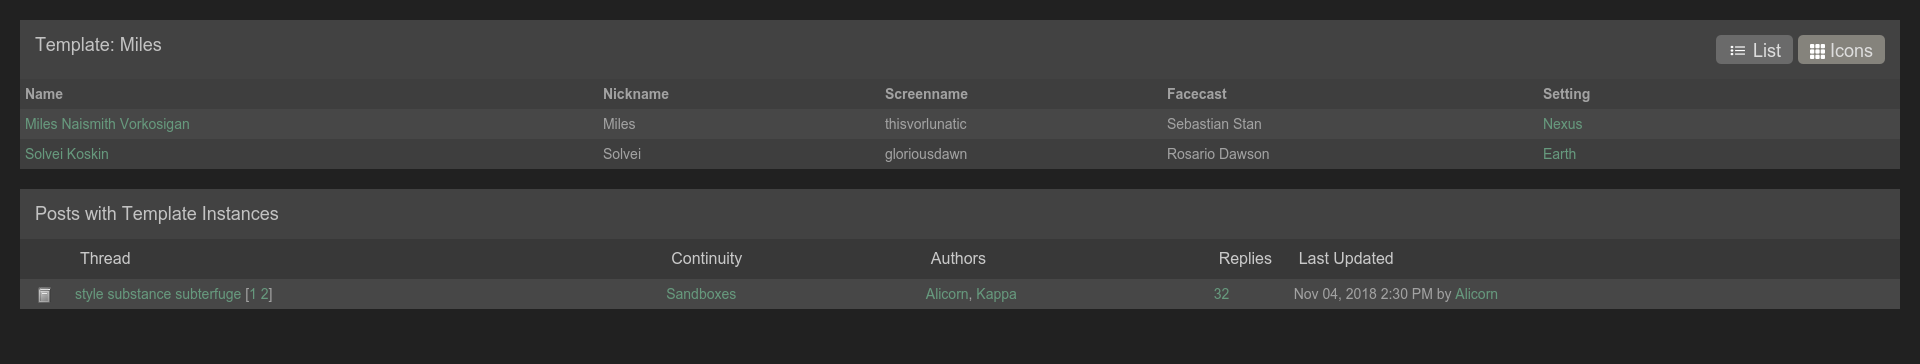 Template: Miles
List Icons
Name Nickname Screenname Facecast Setting
Miles Naismith Vorkosigan Miles thisvorlunatic Sebastian Stan Nexus
Solvei Koskin Solvei gloriousdawn Rosario Dawson Earth
Posts with Template Instances
Thread Continuity Authors Replies Last Updated
style substance subterfuge [1 2] Sandboxes Alicorn, Kappa 32 Nov 04, 2018 2:30 PM by Alicorn